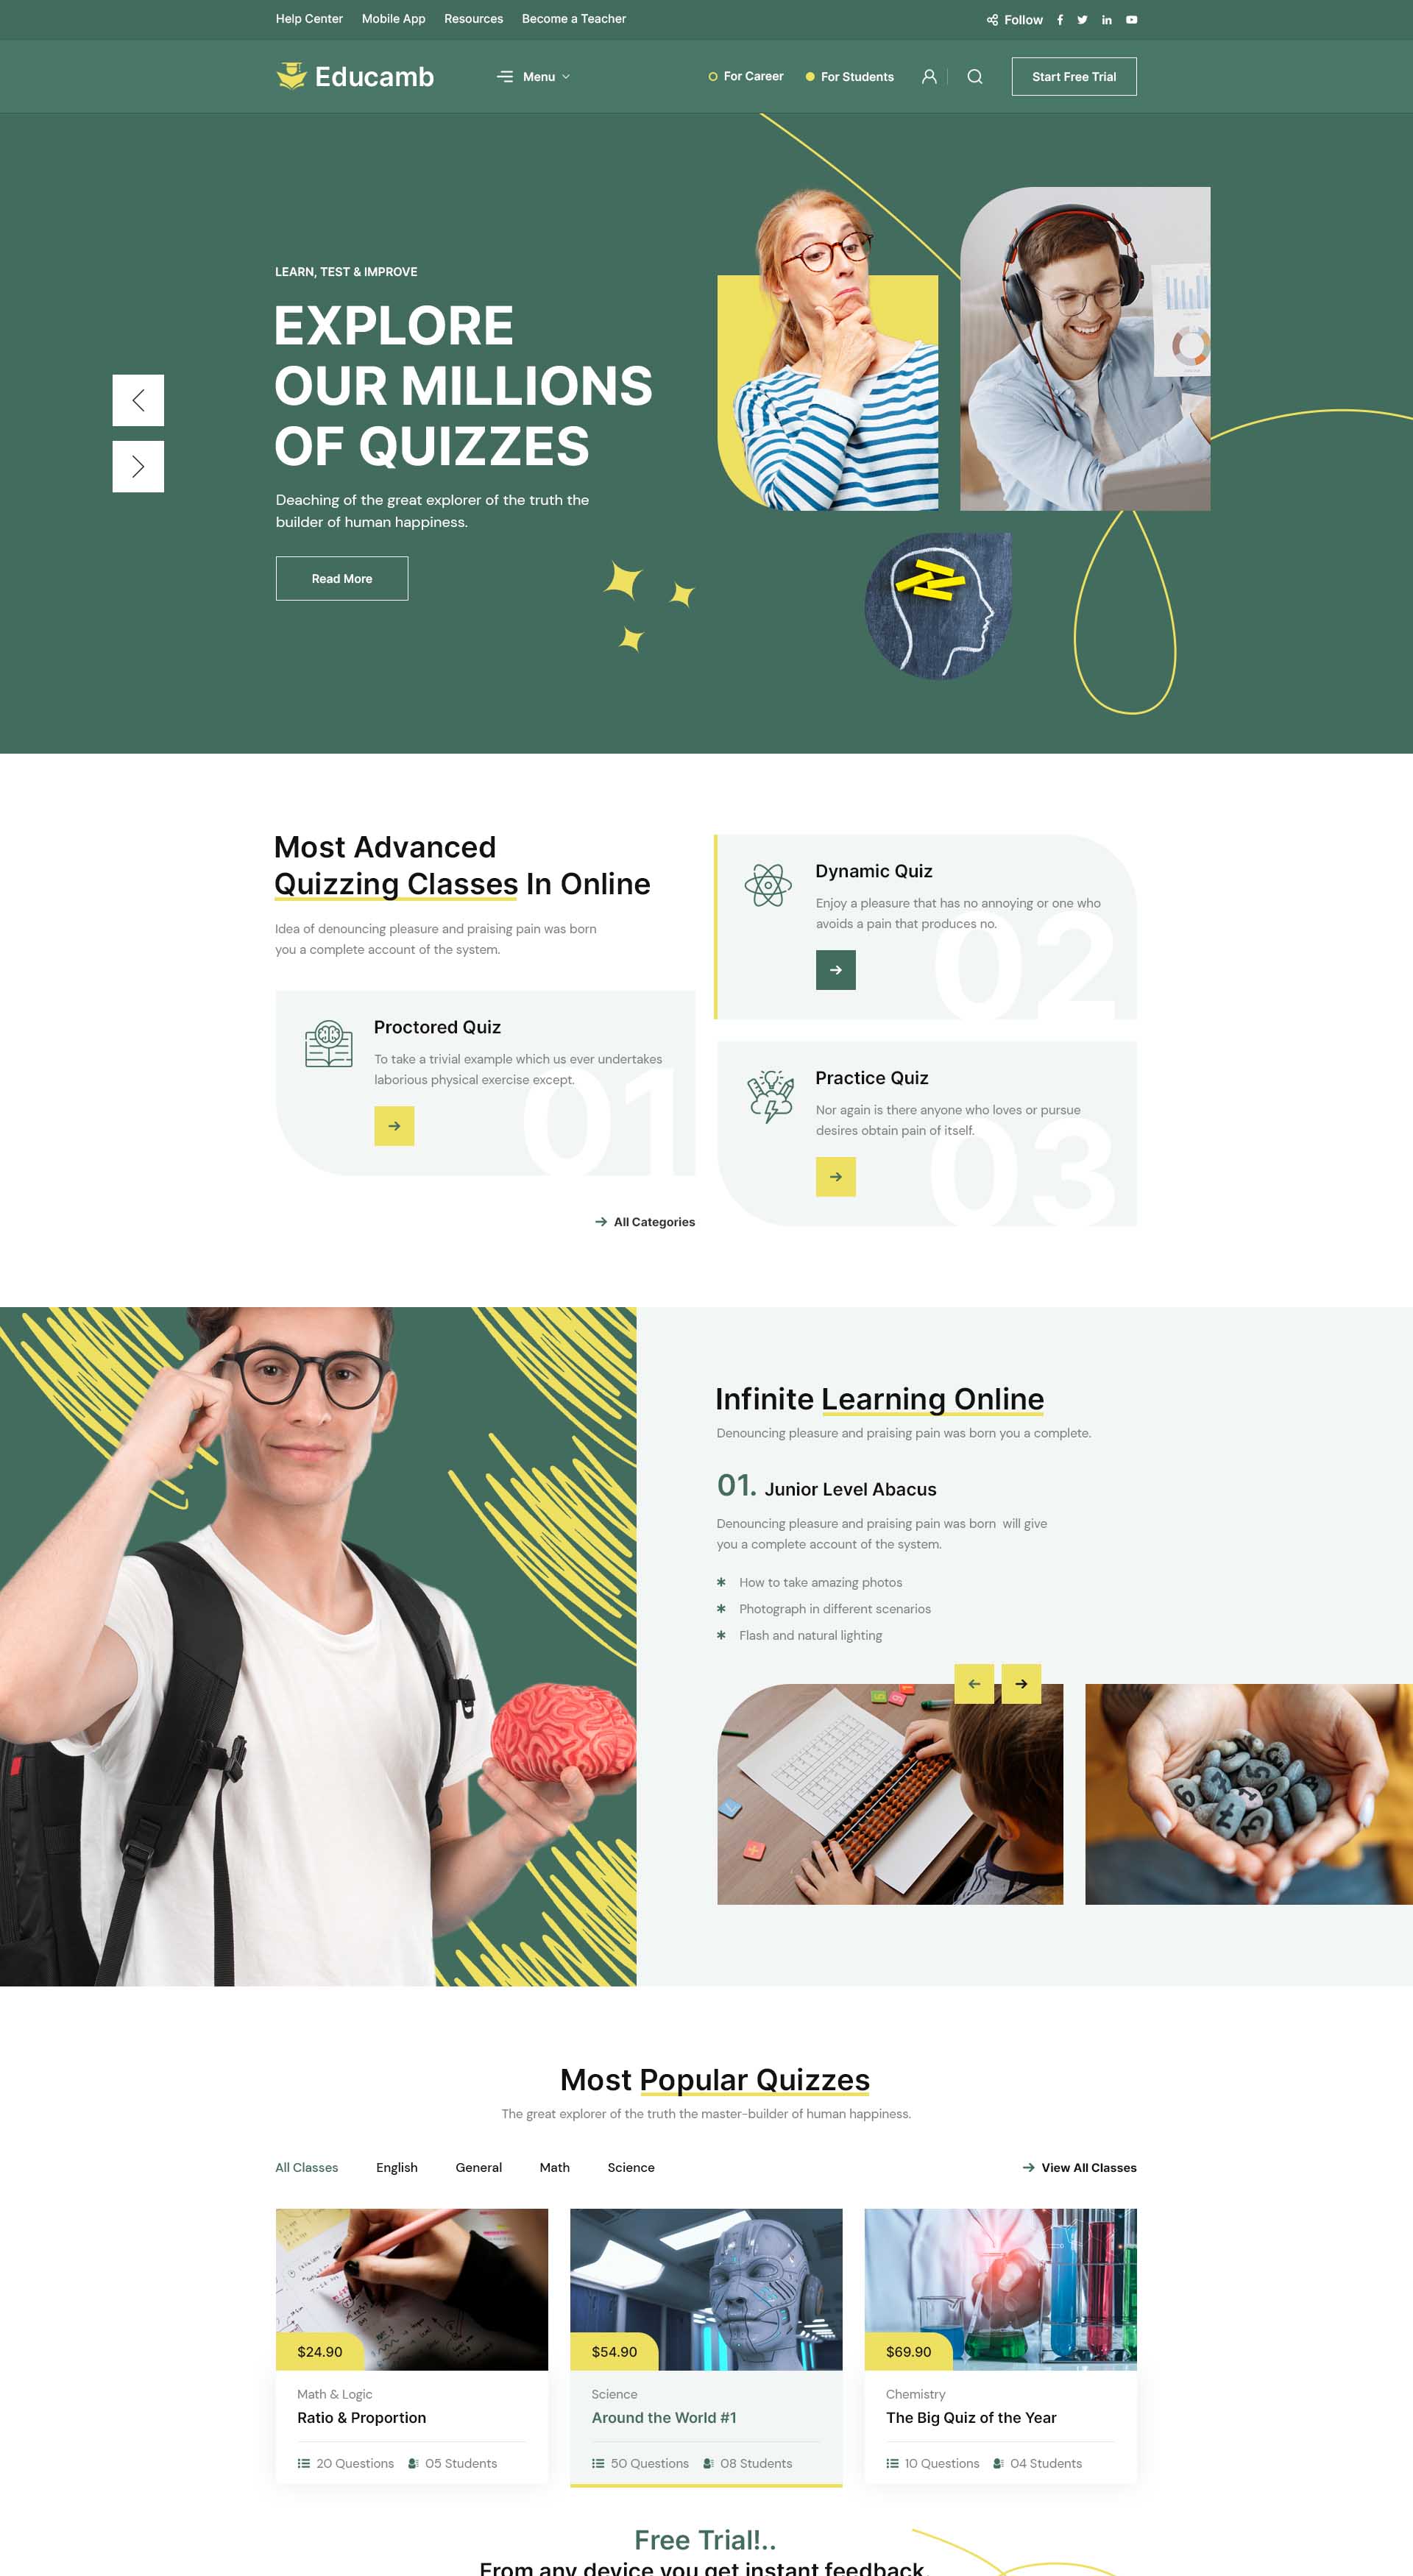 Help Center Mobile App Resources Become a Teacher Follow
Educamb Menu For Career For Students Start Free Trial
LEARN, TEST & IMPROVE
EXPLORE
OUR MILLIONS
OF QUIZZES
Deaching of the great explorer of the truth the
builder of human happiness.
Read More
Most Advanced
Quizzing Classes In Online
Idea of denouncing pleasure and praising pain was born
you a complete account of the system.
Proctored Quiz
To take a trivial example which us ever undertakes
laborious physical exercise except.
01
All Categories
Dynamic Quiz
Enjoy a pleasure that has no annoying or one who
avoids a pain that produces no.
02
Practice Quiz
Nor again is there anyone who loves or pursue
desires obtain pain of itself.
03
Infinite Learning Online
Denouncing pleasure and praising pain was born you a complete.
01. Junior Level Abacus
Denouncing pleasure and praising pain was born will give
you a complete account of the system.
How to take amazing photos
Photograph in different scenarios
Flash and natural lighting
Most Popular Quizzes
The great explorer of the truth the master-builder of human happiness.
All Classes English General Math Science View All Classes
$24.90
Math & Logic
Ratio & Proportion
20 Questions 05 Students
$54.90
Science
Around the World #1
50 Questions 08 Students
$69.90
Chemistry
The Big Quiz of the Year
10 Questions 04 Students
Free Trial!..
From any device you get instant feedback.